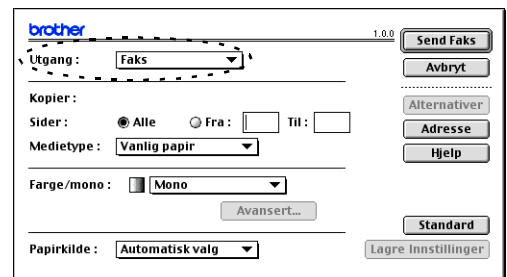 brother
1.0.0
Send Faks
Utgang : Faks
Avbryt
Kopier :
Alternativer
Sider : Alle Fra : Til :
Adresse
Medietype : Vanlig papir
Hjelp
Farge/mono : Mono
Avansert...
Standard
Papirkilde : Automatisk valg
Lagre Innstillinger